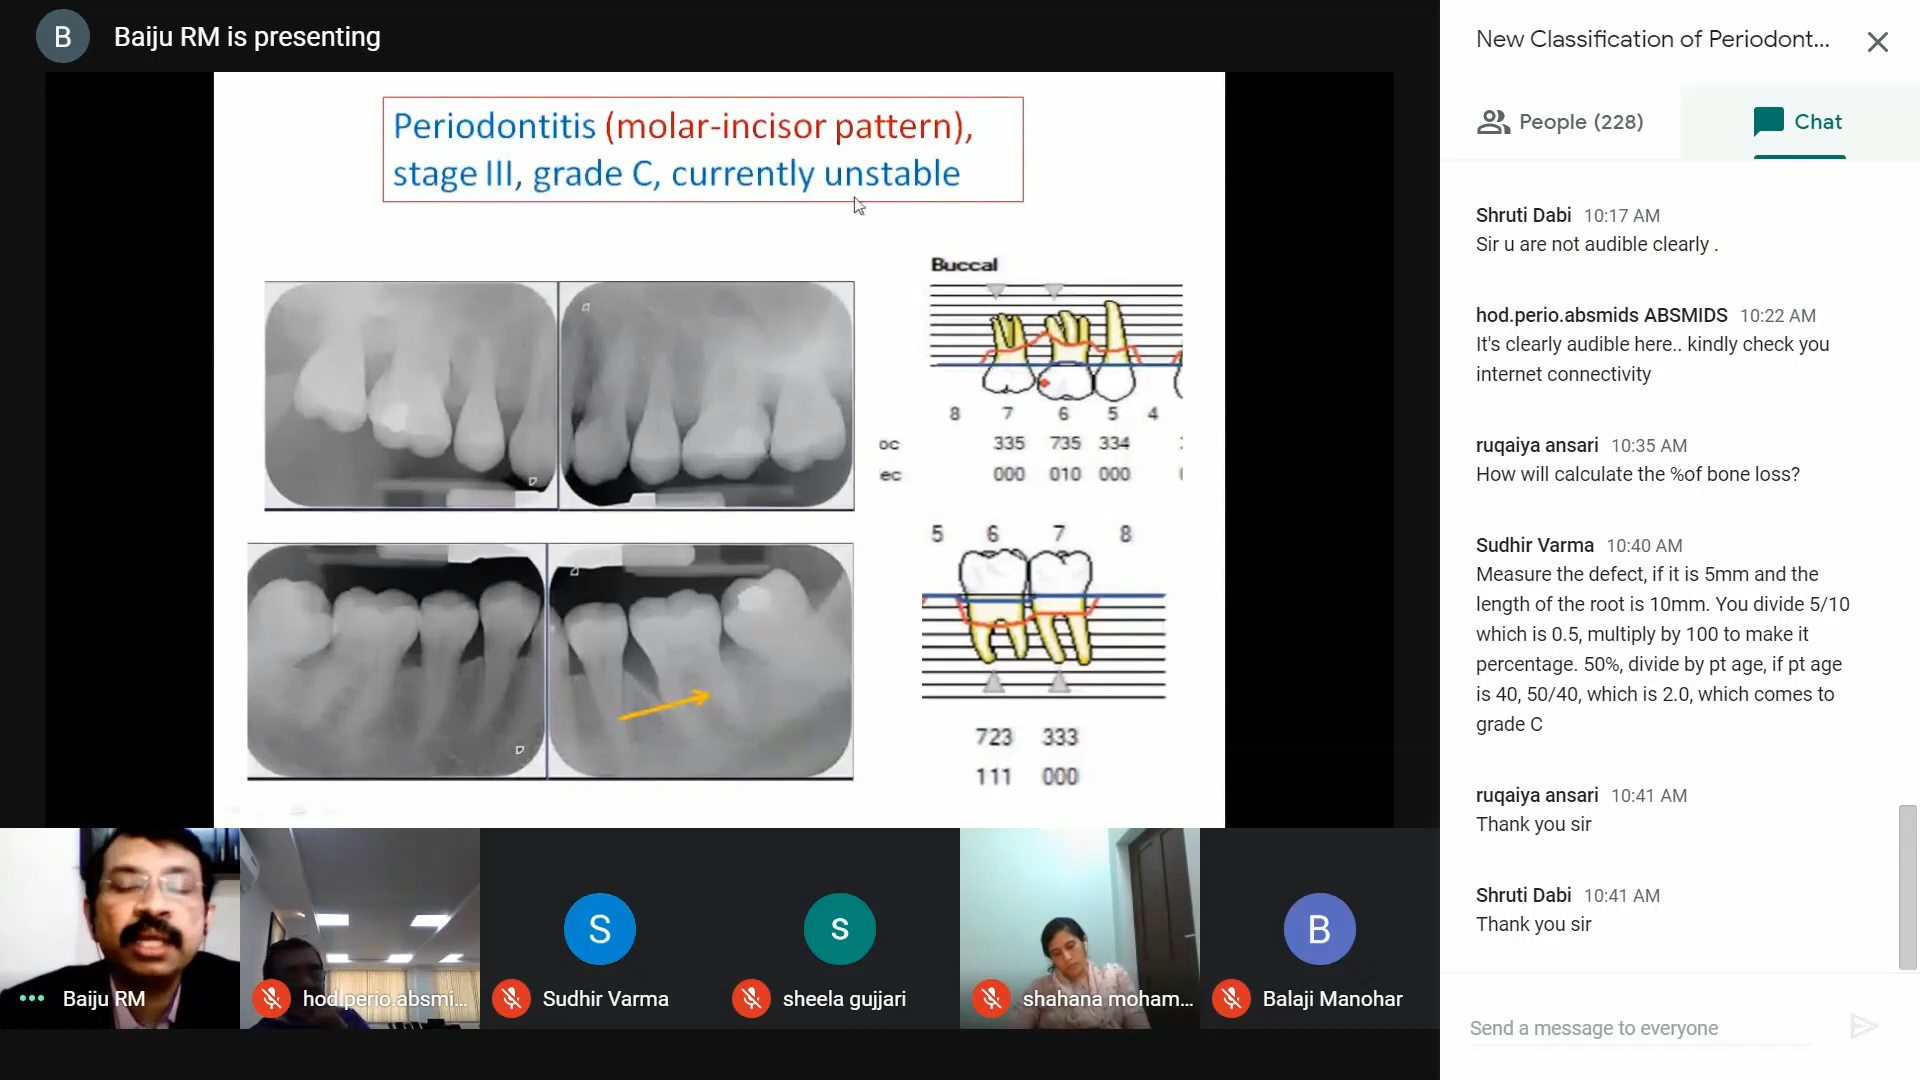 B
Baiju RM is presenting
Periodontitis (molar-incisor pattern),
stage III, grade C, currently unstable
Buccal
8 7 6 5 4
oc 335 735 334
ec 000 010 000
5 6 7 8
723 333
111 000
Baiju RM
hod.perio.absmi...
S
Sudhir Varma
s
sheela gujjari
shahana moham...
B
Balaji Manohar
New Classification of Periodont...
People (228)
Chat
Shruti Dabi 10:17 AM
Sir u are not audible clearly .
hod.perio.absmids ABSMIDS 10:22 AM
It's clearly audible here.. kindly check you
internet connectivity
ruqaiya ansari 10:35 AM
How will calculate the %of bone loss?
Sudhir Varma 10:40 AM
Measure the defect, if it is 5mm and the
length of the root is 10mm. You divide 5/10
which is 0.5, multiply by 100 to make it
percentage. 50%, divide by pt age, if pt age
is 40, 50/40, which is 2.0, which comes to
grade C
ruqaiya ansari 10:41 AM
Thank you sir
Shruti Dabi 10:41 AM
Thank you sir
Send a message to everyone